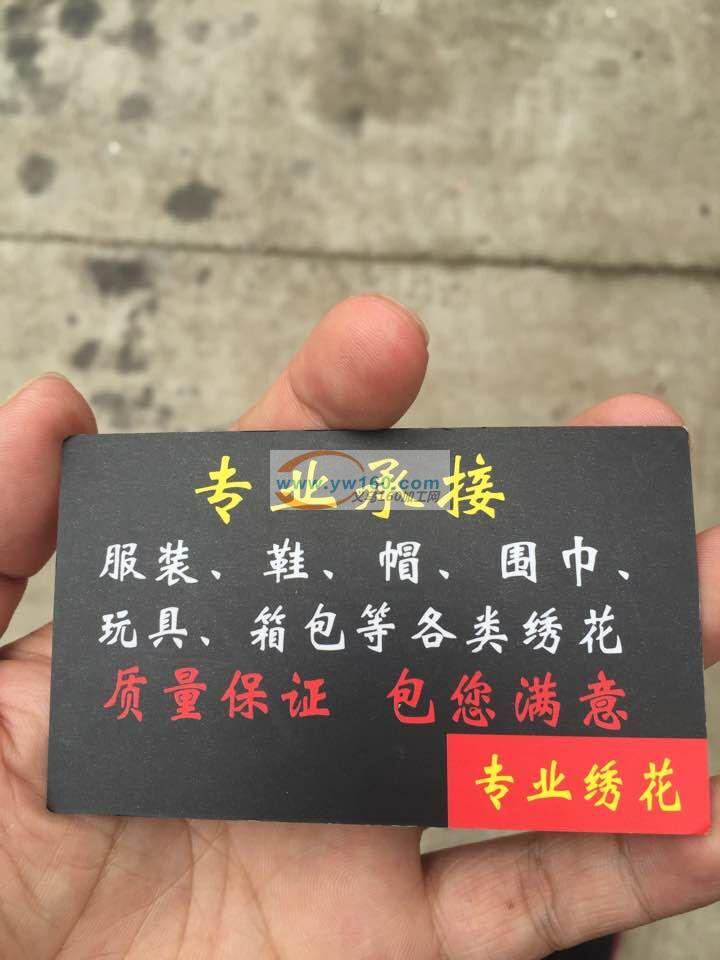 专业承接
www.yw160.com
义乌160加工网
服装、鞋、帽、围巾、
玩具、箱包等各类绣花
质量保证 包您满意
专业绣花